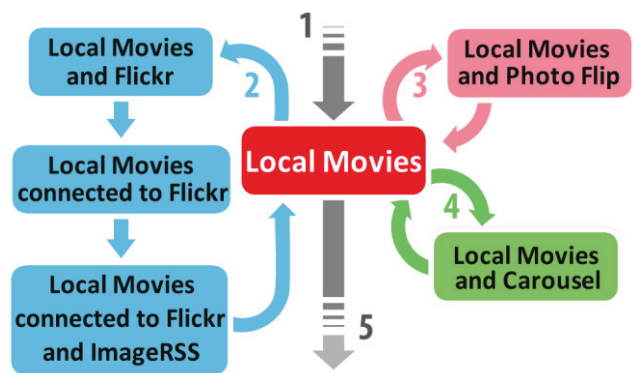 1
Local Movies
and Flickr
2
3
Local Movies
and Photo Flip
Local Movies
connected to Flickr
Local Movies
4
Local Movies
and Carousel
Local Movies
connected to Flickr
and ImageRSS
5